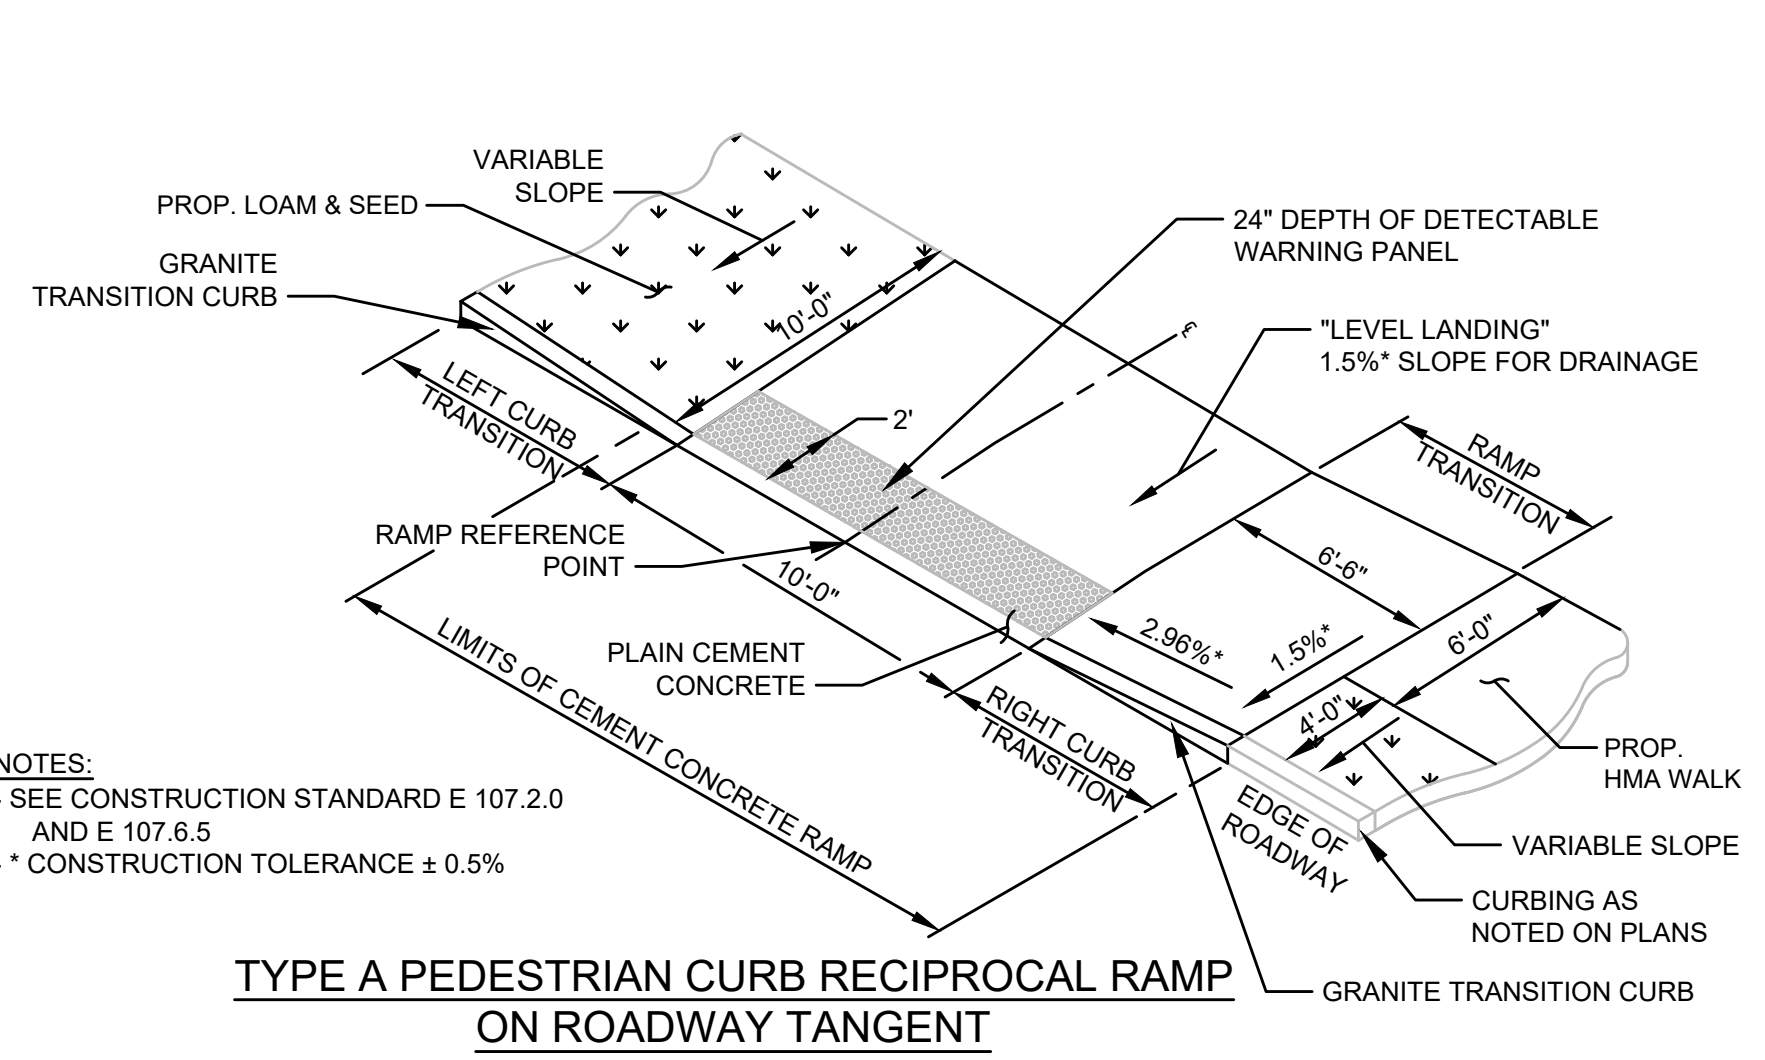 VARIABLE
SLOPE
PROP. LOAM & SEED
GRANITE
TRANSITION CURB
24" DEPTH OF DETECTABLE
WARNING PANEL
"LEVEL LANDING"
1.5%* SLOPE FOR DRAINAGE
10'-0"
℄
LEFT CURB
TRANSITION
2'
RAMP
TRANSITION
RAMP REFERENCE
POINT
10'-0"
6'-6"
PLAIN CEMENT
CONCRETE
2.96%*
1.5%*
6'-0"
4'-0"
LIMITS OF CEMENT CONCRETE RAMP
RIGHT CURB
TRANSITION
EDGE OF
ROADWAY
PROP.
HMA WALK
VARIABLE SLOPE
CURBING AS
NOTED ON PLANS
GRANITE TRANSITION CURB
NOTES:
- SEE CONSTRUCTION STANDARD E 107.2.0
AND E 107.6.5
- * CONSTRUCTION TOLERANCE ± 0.5%
TYPE A PEDESTRIAN CURB RECIPROCAL RAMP
ON ROADWAY TANGENT